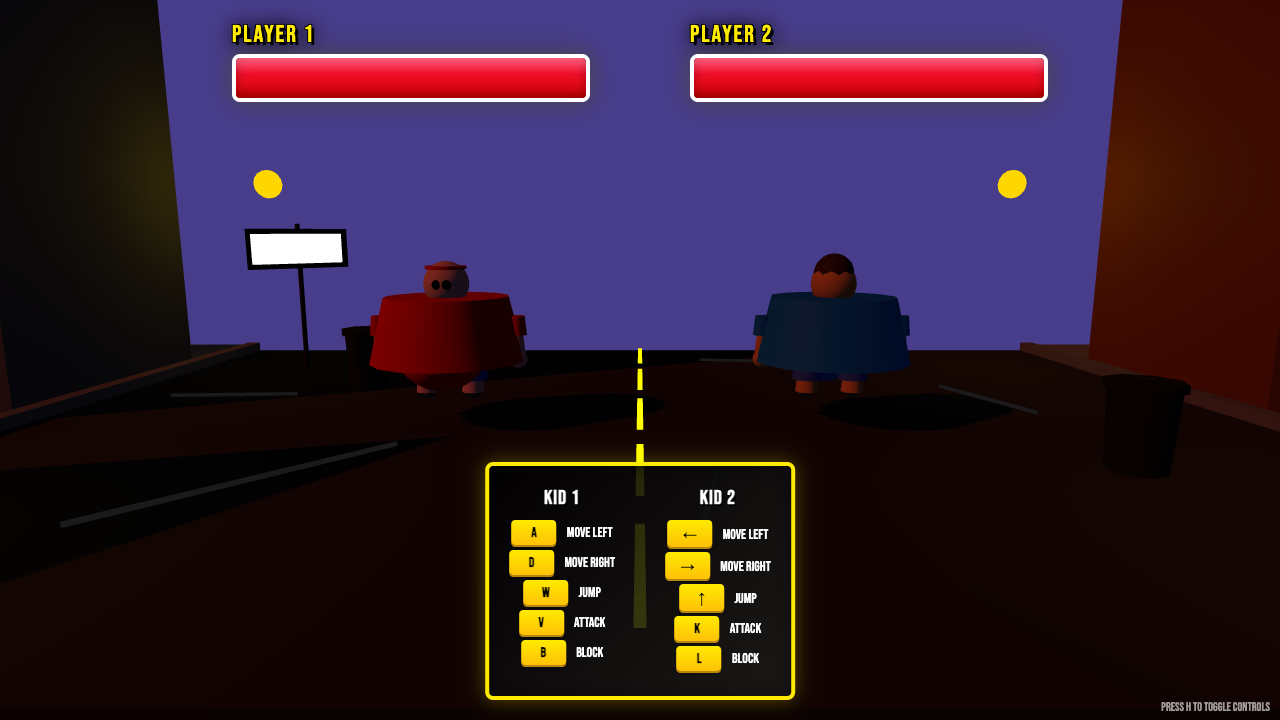 PLAYER 1
PLAYER 2
KID 1
A MOVE LEFT
D MOVE RIGHT
W JUMP
V ATTACK
B BLOCK
KID 2
← MOVE LEFT
→ MOVE RIGHT
↑ JUMP
K ATTACK
L BLOCK
PRESS H TO TOGGLE CONTROLS